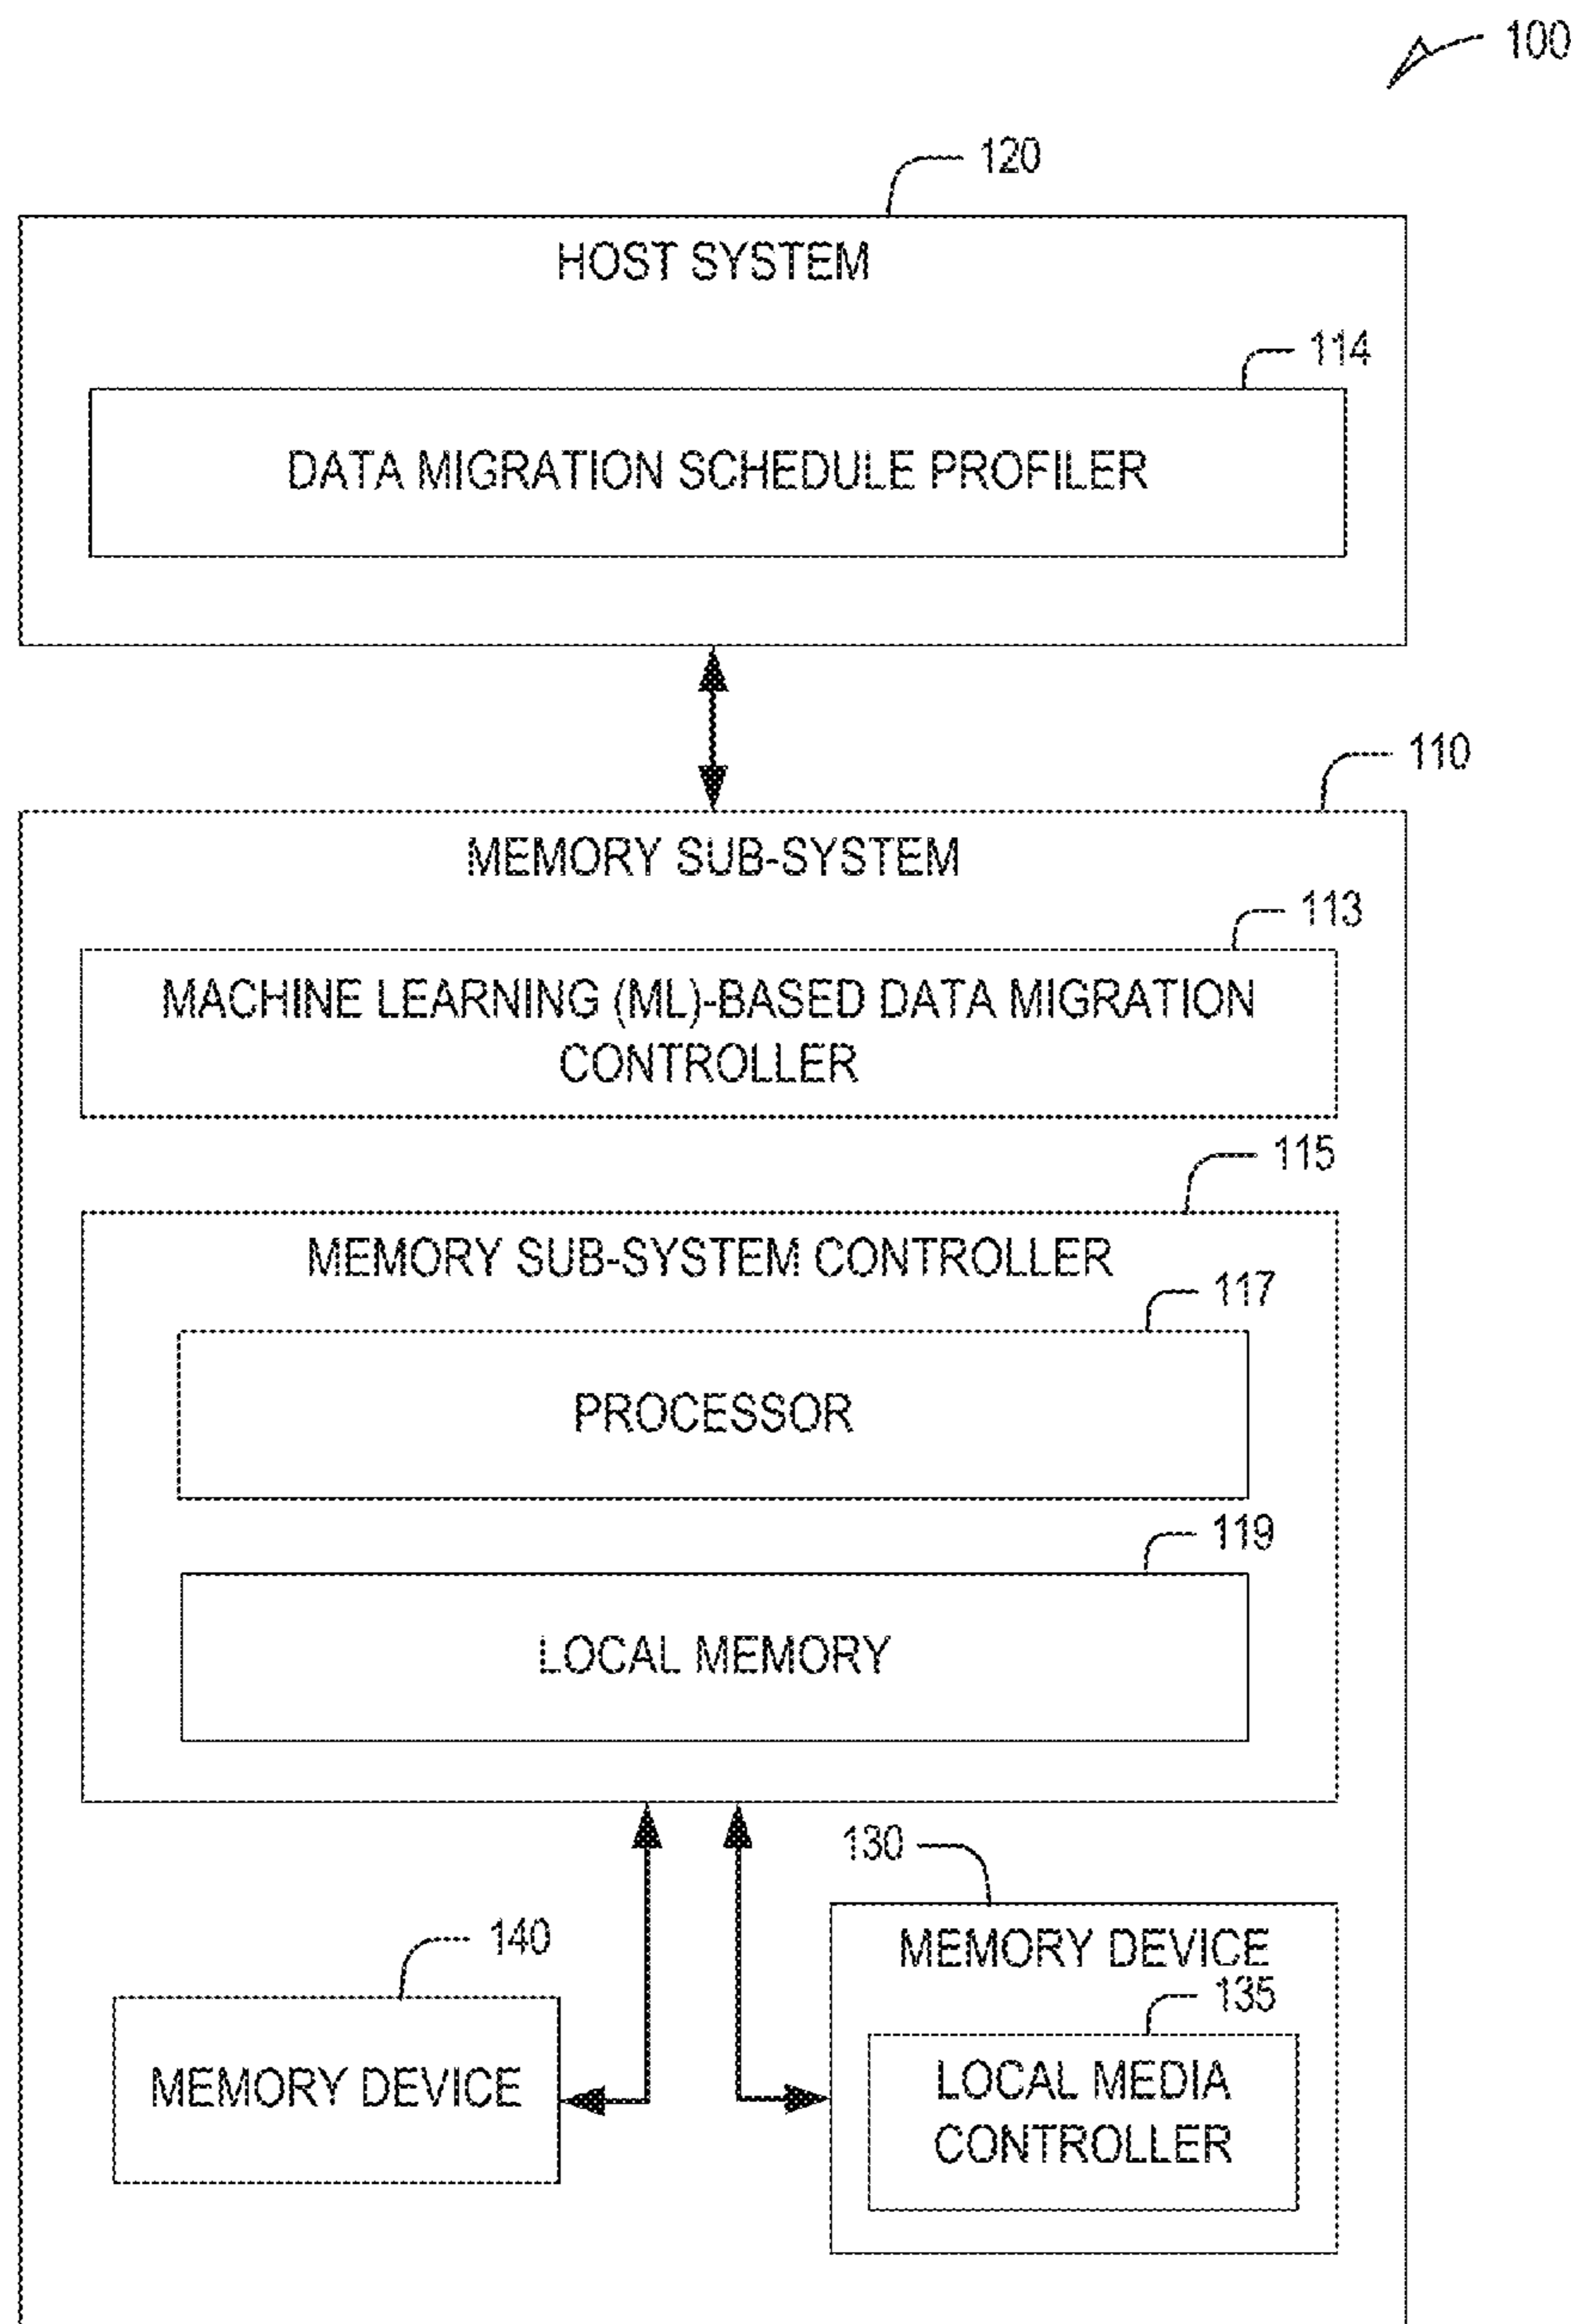 100
120
HOST SYSTEM
114
DATA MIGRATION SCHEDULE PROFILER
110
MEMORY SUB-SYSTEM
113
MACHINE LEARNING (ML)-BASED DATA MIGRATION
CONTROLLER
115
MEMORY SUB-SYSTEM CONTROLLER
117
PROCESSOR
119
LOCAL MEMORY
130
140
MEMORY DEVICE
135
MEMORY DEVICE
LOCAL MEDIA
CONTROLLER